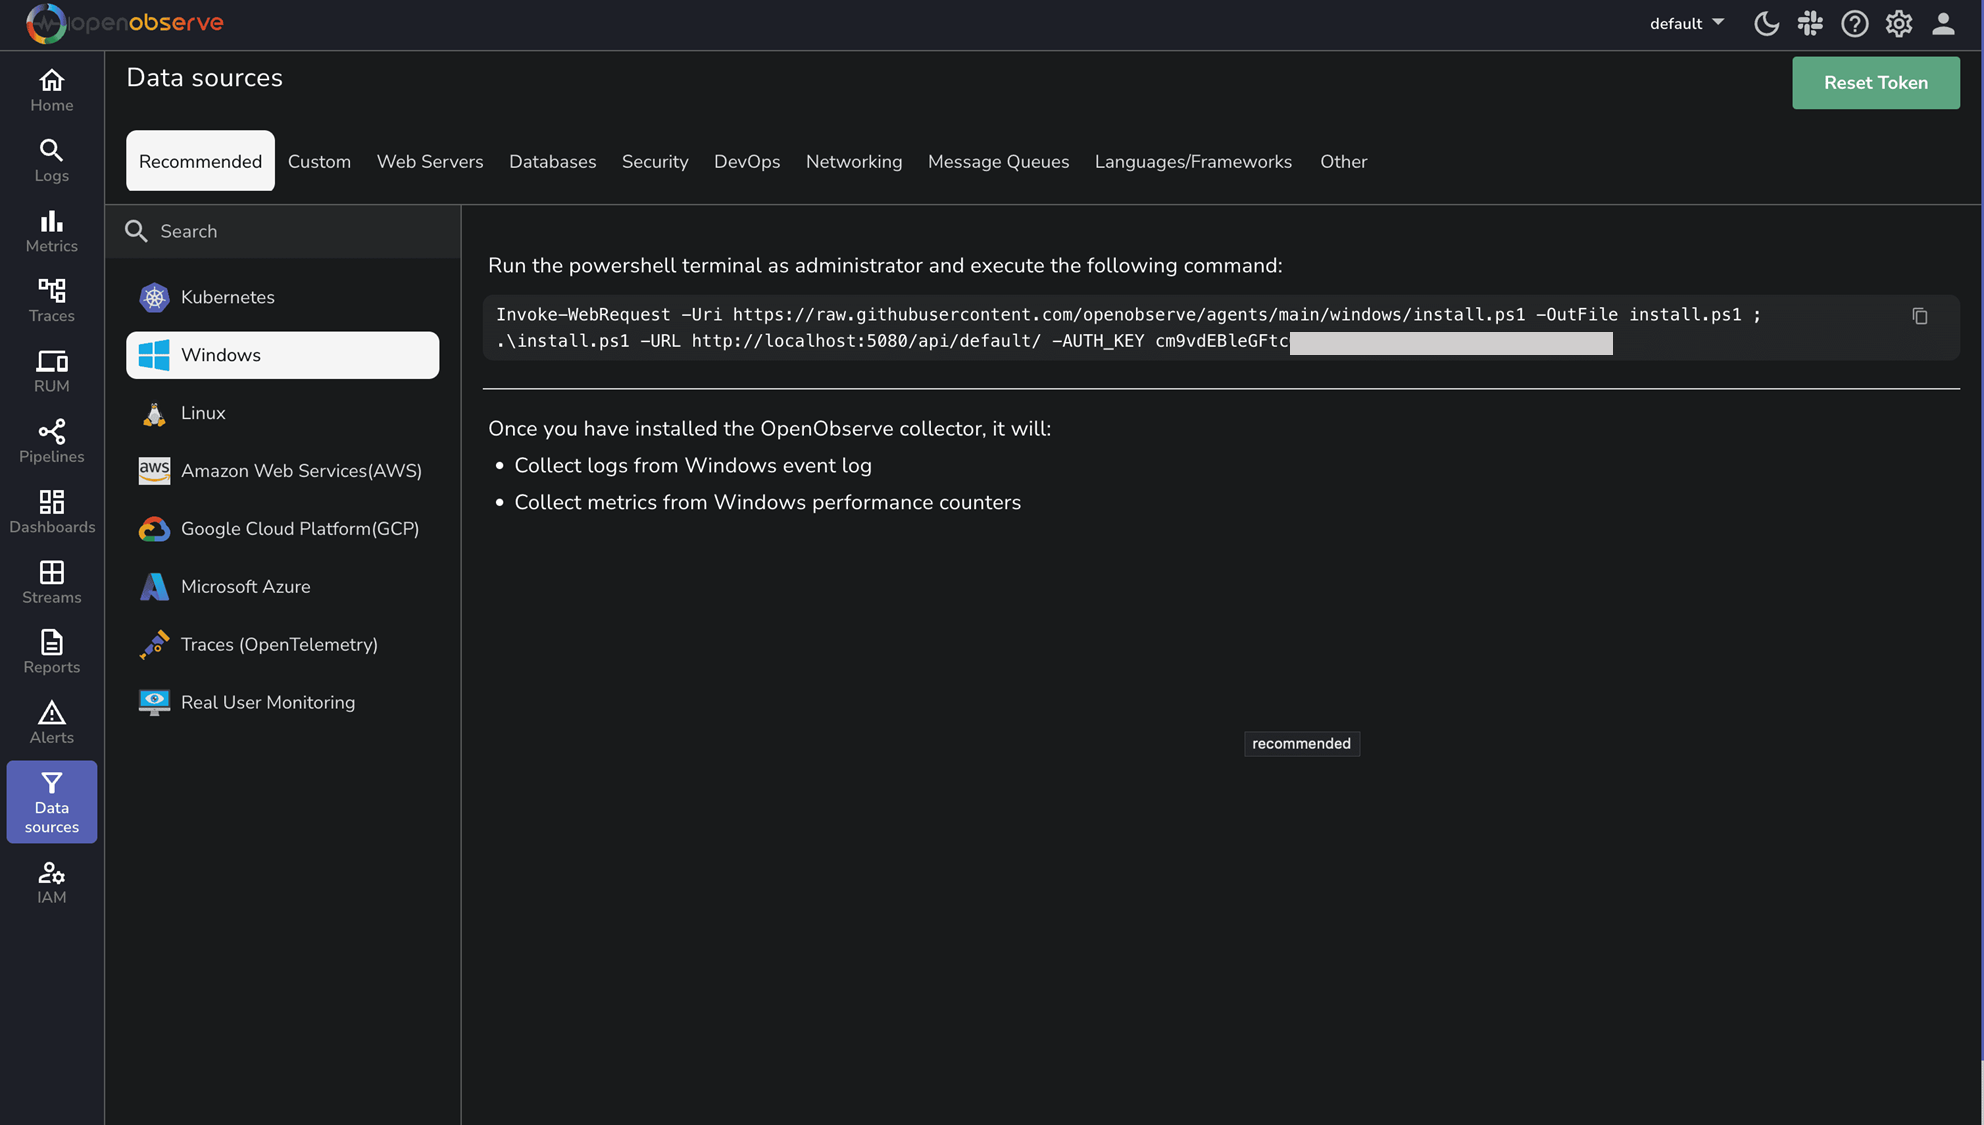 openobserve
default
Home
Logs
Metrics
Traces
RUM
Pipelines
Dashboards
Streams
Reports
Alerts
Data
sources
IAM
Data sources
Reset Token
Recommended Custom Web Servers Databases Security DevOps Networking Message Queues Languages/Frameworks Other
Search
Kubernetes
Windows
Linux
aws Amazon Web Services(AWS)
Google Cloud Platform(GCP)
Microsoft Azure
Traces (OpenTelemetry)
Real User Monitoring
Run the powershell terminal as administrator and execute the following command:
Invoke-WebRequest -Uri https://raw.githubusercontent.com/openobserve/agents/main/windows/install.ps1 -OutFile install.ps1 ;
.\install.ps1 -URL http://localhost:5080/api/default/ -AUTH_KEY cm9vdEBleGFtc
Once you have installed the OpenObserve collector, it will:
• Collect logs from Windows event log
• Collect metrics from Windows performance counters
recommended